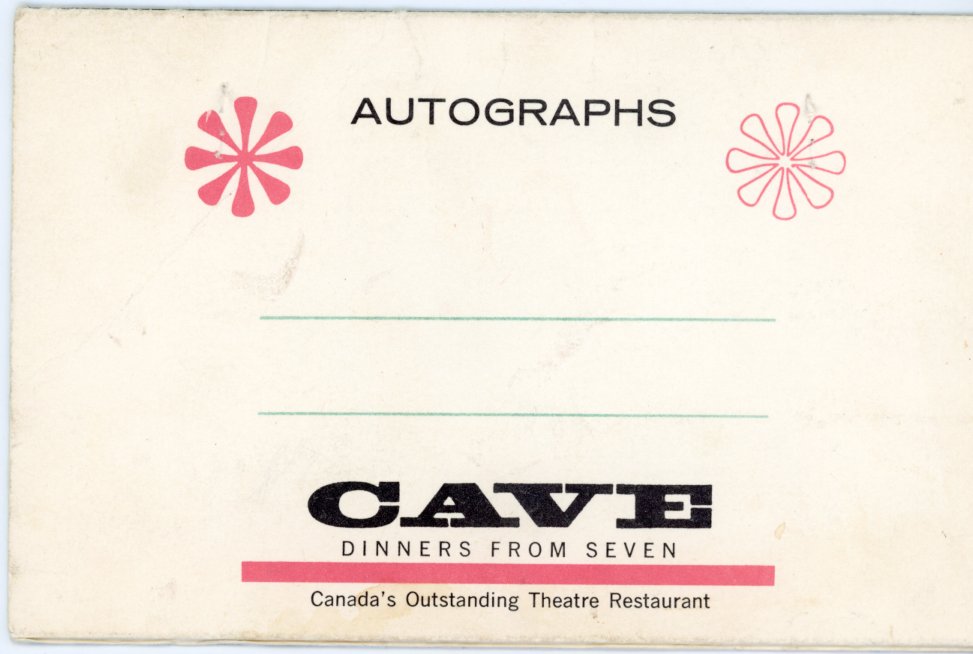 AUTOGRAPHS
CAVE
DINNERS FROM SEVEN
Canada's Outstanding Theatre Restaurant